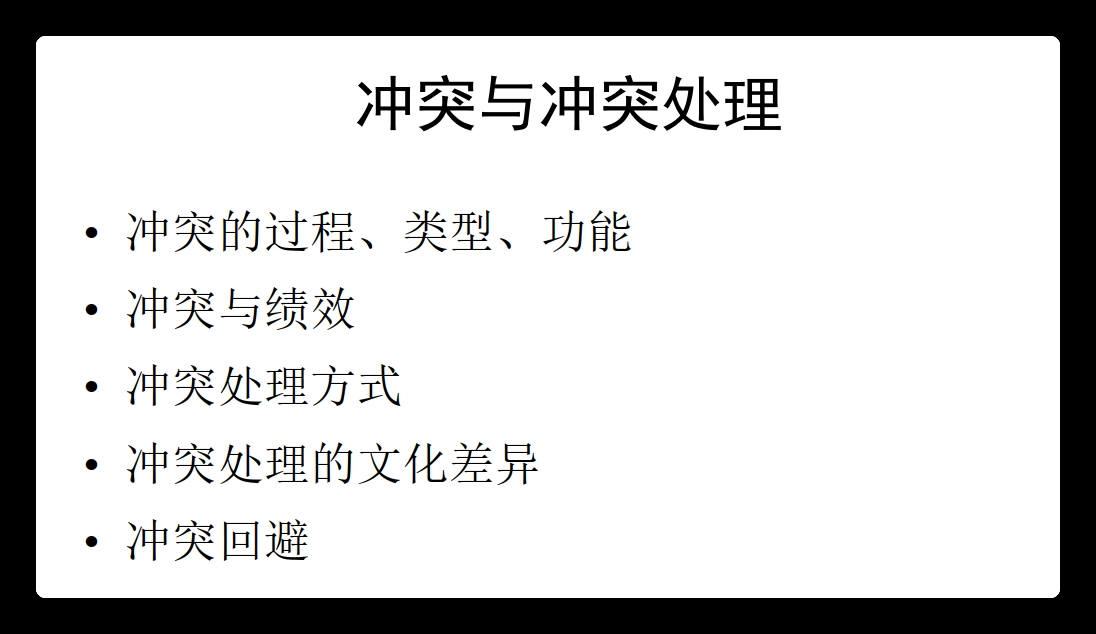 冲突与冲突处理
• 冲突的过程、类型、功能
• 冲突与绩效
• 冲突处理方式
• 冲突处理的文化差异
• 冲突回避